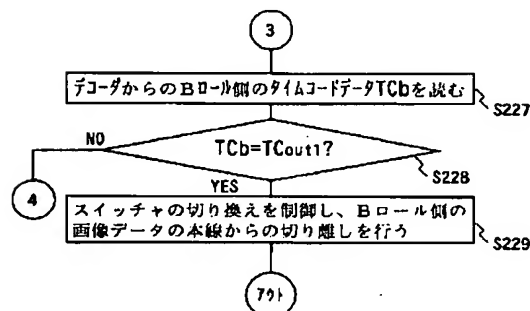 3
デコーダからのBロール側のタイムコードデータTCbを読む
S227
NO
TCb=TCout1?
S228
4
YES
スイッチャの切り換えを制御し、Bロール側の
画像データの本線からの切り離しを行う
S229
アウト